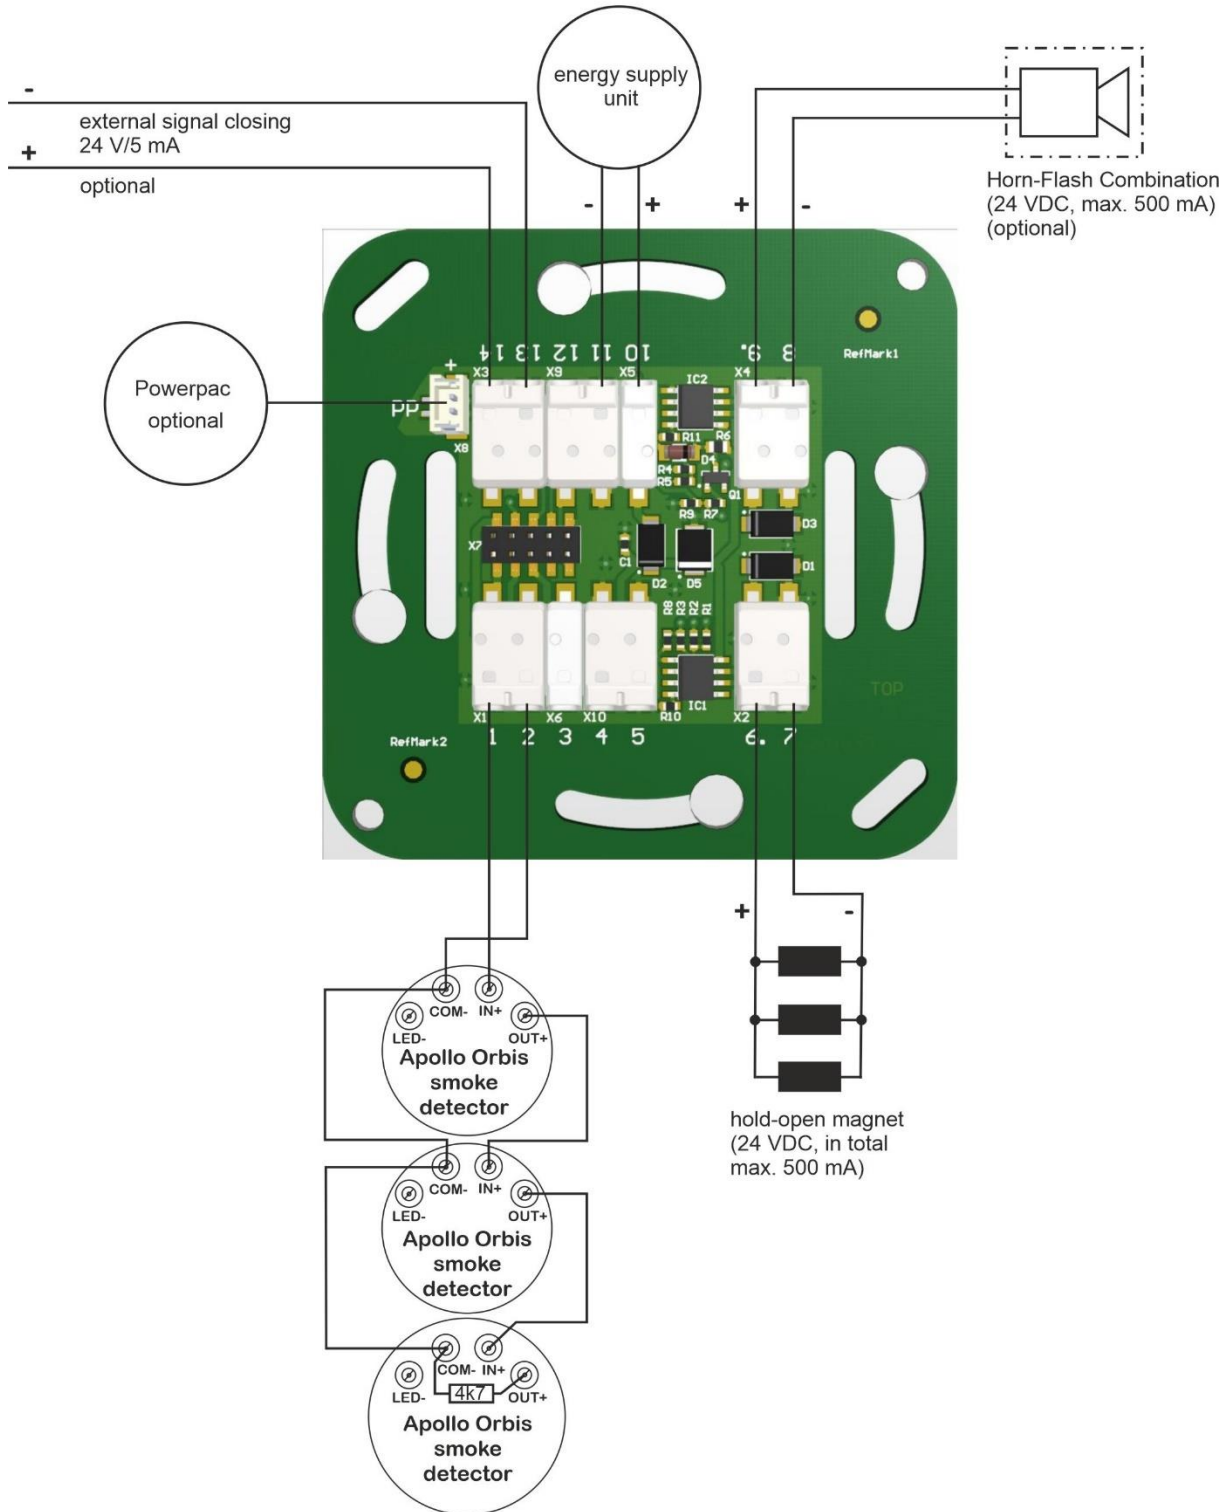 -
external signal closing
24 V/5 mA
+
optional
energy supply
unit
- +
+ -
Horn-Flash Combination
(24 VDC, max. 500 mA)
(optional)
Powerpac
optional
+
PP
X8
14 13 12 11 10 9. 8
X3 X9 X5 X4
RefMark1
IC2
R11 R6
D4
R4
R5
Q1
R9 R7
X7
C1
D2 D5
D3
D1
R8 R3 R2 R1
R10 IC1
TOP
X1 X6 X10 X2
1 2 3 4 5 6. 7
RefMark2
+ -
hold-open magnet
(24 VDC, in total
max. 500 mA)
COM- IN+
LED- OUT+
Apollo Orbis
smoke
detector
COM- IN+
LED- OUT+
Apollo Orbis
smoke
detector
COM- IN+
LED- 4k7 OUT+
Apollo Orbis
smoke
detector